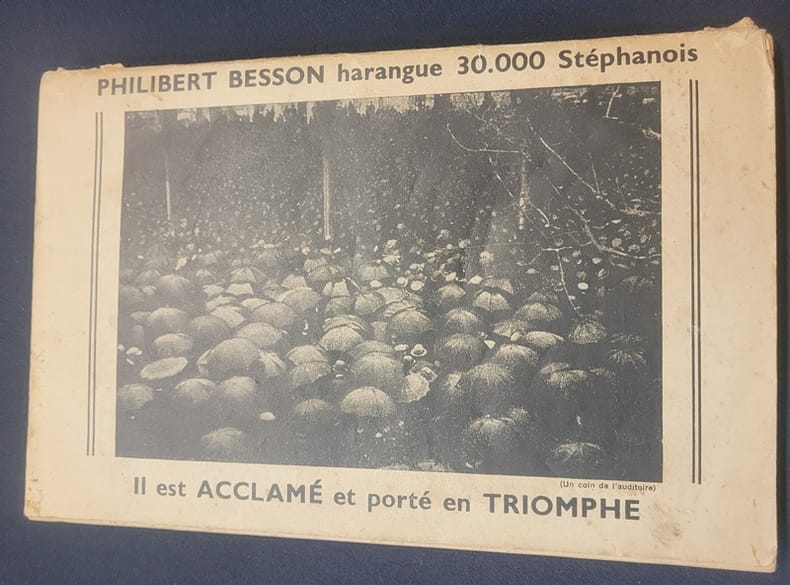 PHILIBERT BESSON harangue 30.000 Stéphanois
(Un coin de l'auditoire)
Il est ACCLAMÉ et porté en TRIOMPHE